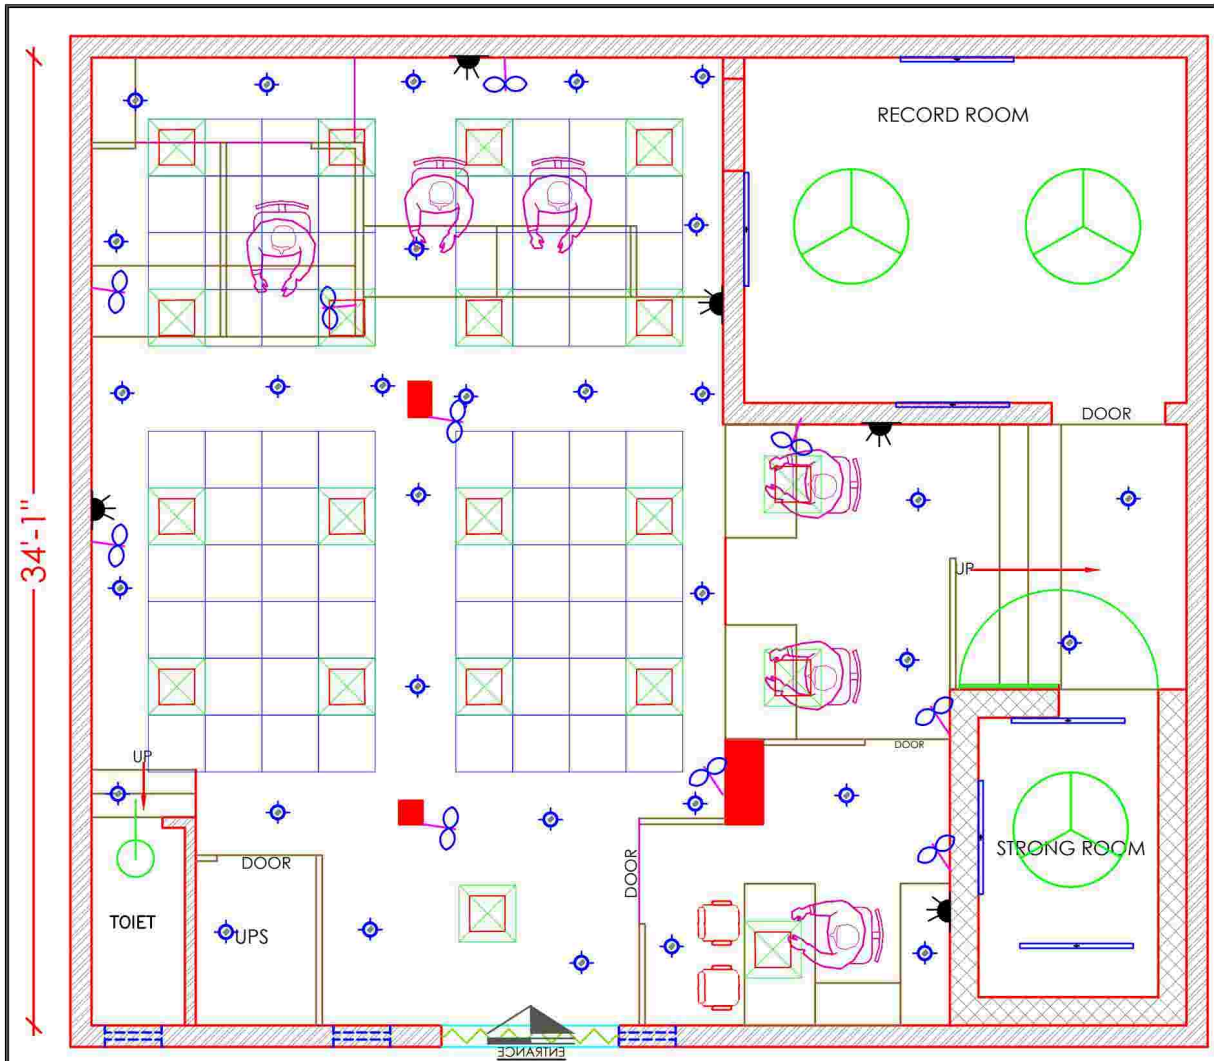 RECORD ROOM
DOOR
34'-1"
UP
DOOR
UP
STRONG ROOM
DOOR
DOOR
TOIET
UPS
ENTRANCE